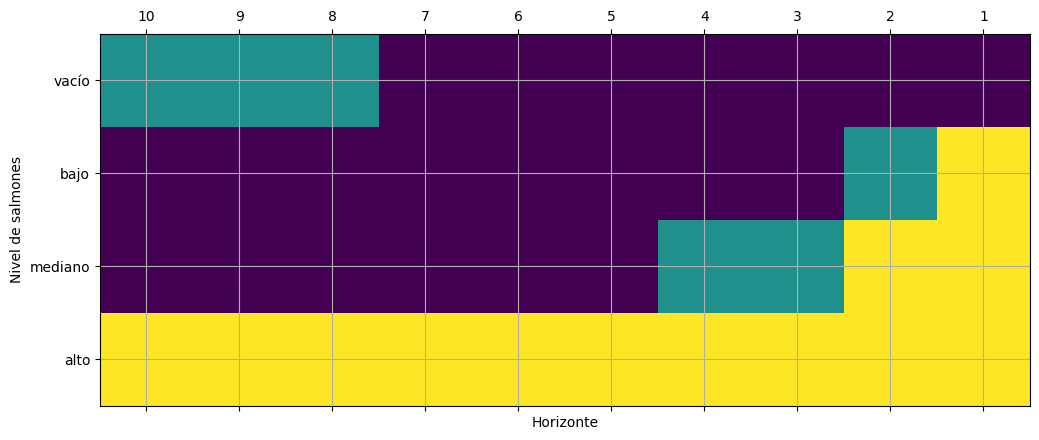 10 9 8 7 6 5 4 3 2 1
Nivel de salmones
vacío
bajo
mediano
alto
Horizonte